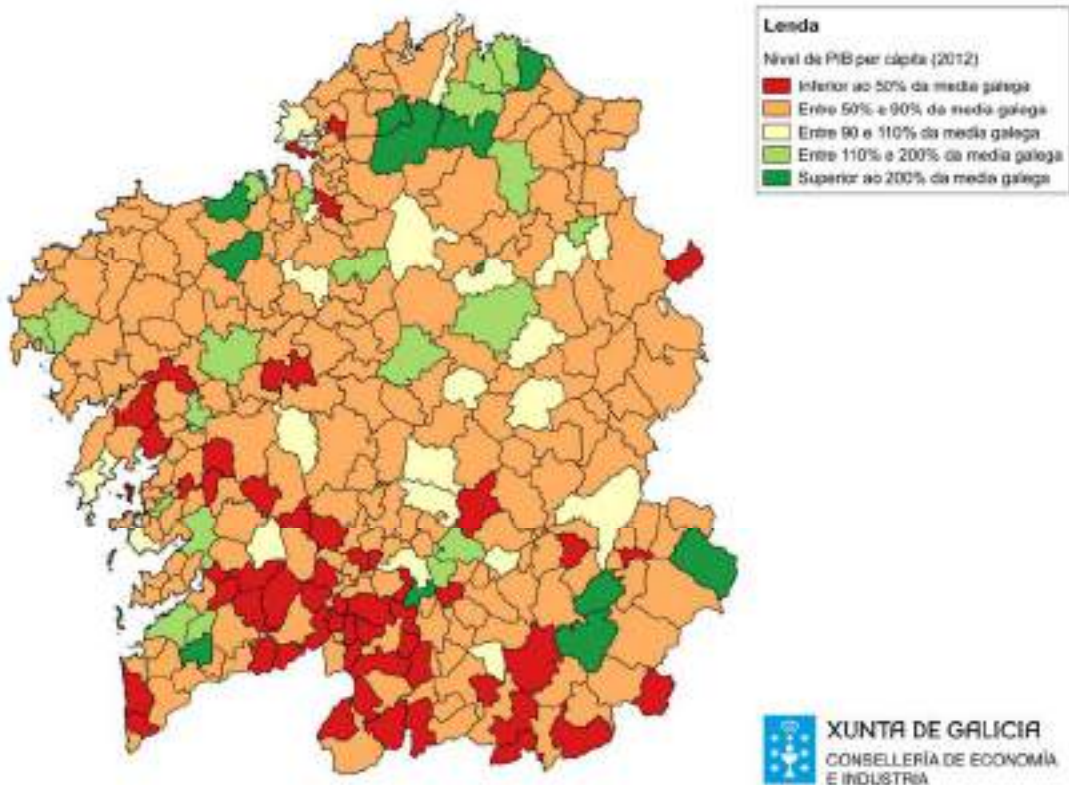 Lenda
Nivel de PIB per cápita (2012)
Inferior ao 50% da media galega
Entre 50% e 90% da media galega
Entre 90 e 110% da media galega
Entre 110% e 200% da media galega
Superior ao 200% da media galega
XUNTA DE GALICIA
CONSELLERÍA DE ECONOMÍA
E INDUSTRIA